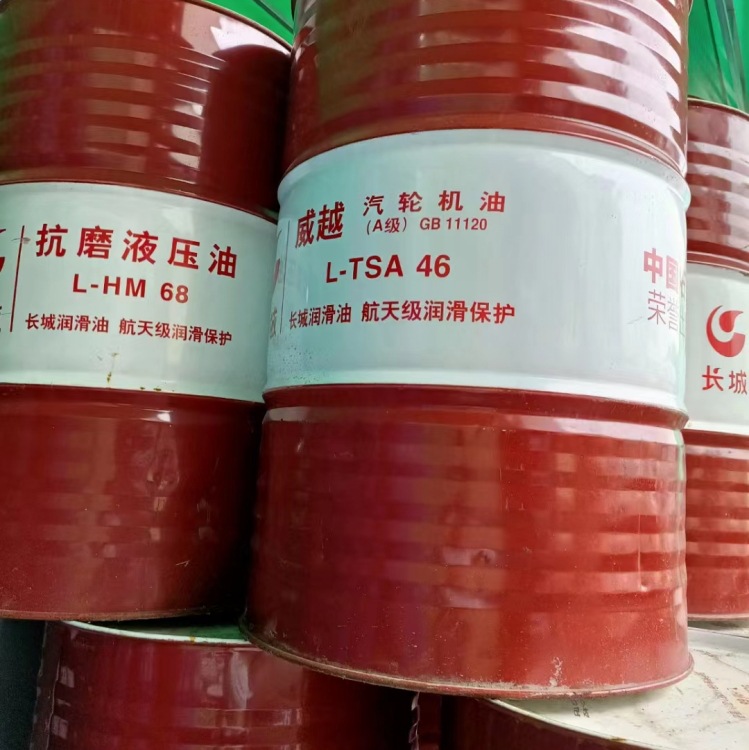 抗磨液压油
L-HM 68
长城润滑油 航天级润滑保护
威越 汽轮机油
(A级) GB 11120
L-TSA 46
长城润滑油 航天级润滑保护
中国
荣誉
长城